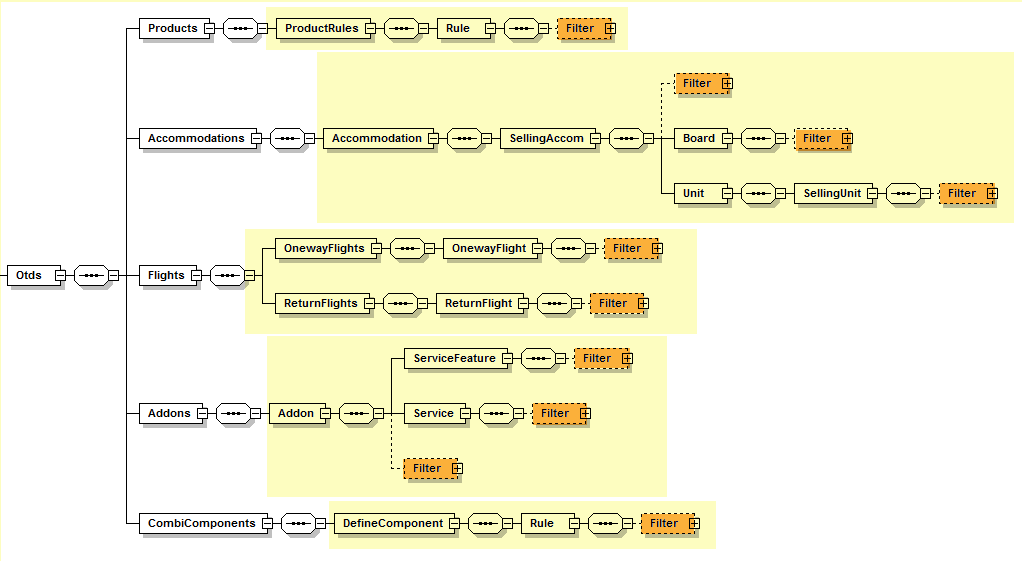 Products ProductRules Rule Filter
Filter
Accommodations Accommodation SellingAccom Board Filter
Unit SellingUnit Filter
OnewayFlights OnewayFlight Filter
Otds Flights
ReturnFlights ReturnFlight Filter
ServiceFeature Filter
Addons Addon Service Filter
Filter
CombiComponents DefineComponent Rule Filter